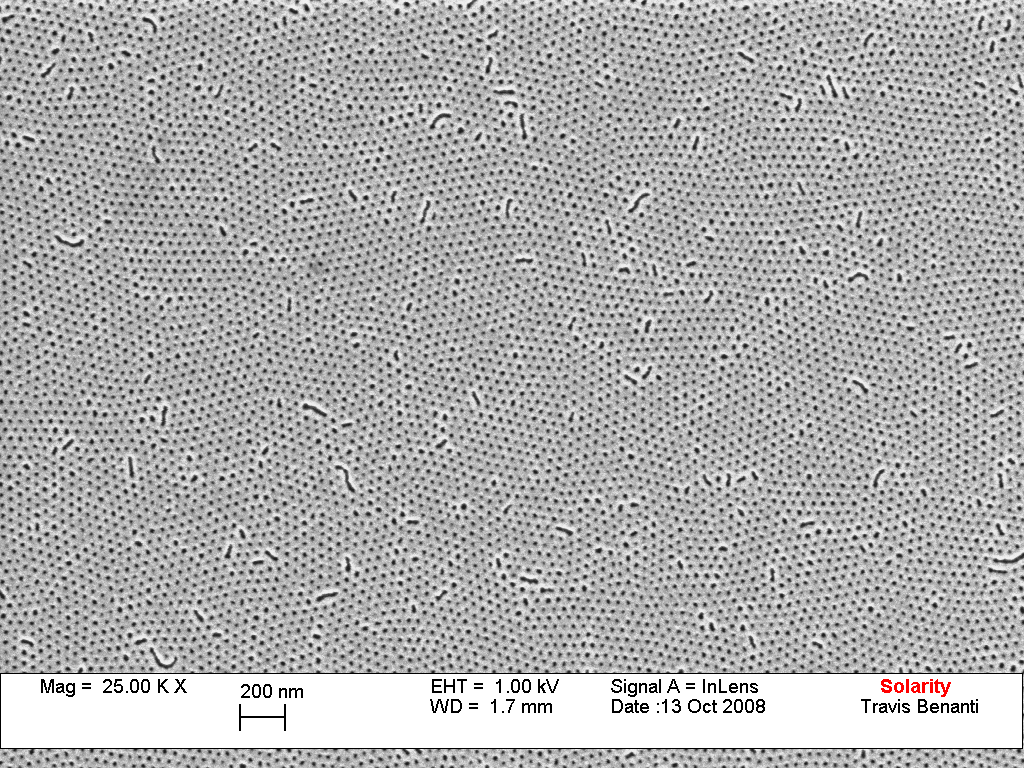 Mag = 25.00 K X
200 nm
EHT = 1.00 kV
WD = 1.7 mm
Signal A = InLens
Date :13 Oct 2008
Solarity
Travis Benanti